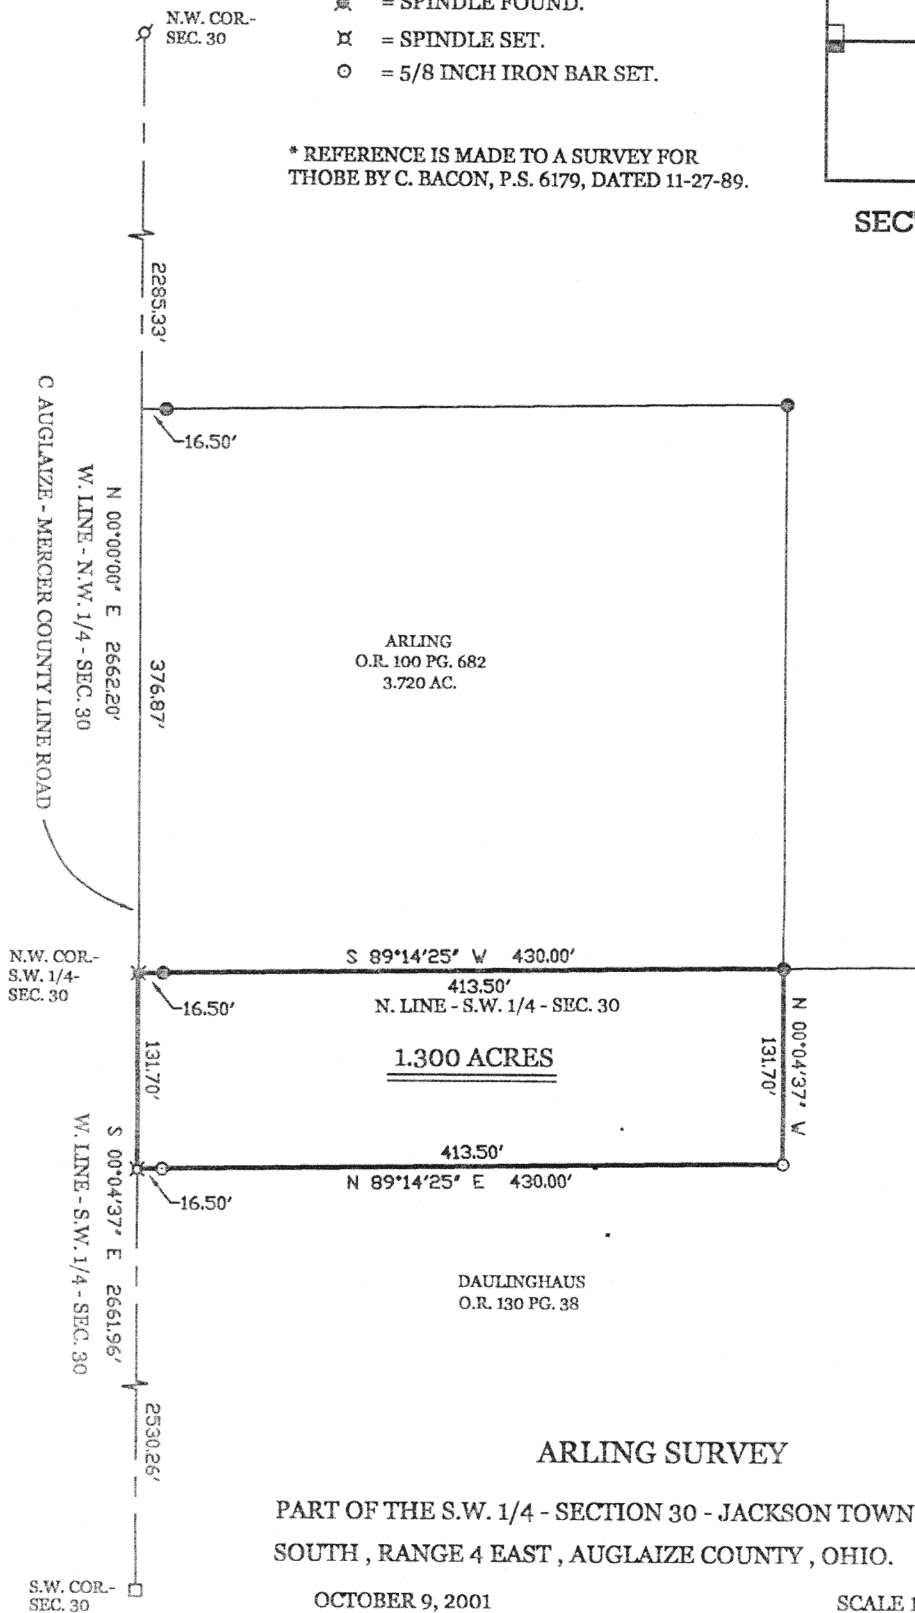 N.W. COR.-
SEC. 30
= SPINDLE FOUND.
= SPINDLE SET.
= 5/8 INCH IRON BAR SET.
* REFERENCE IS MADE TO A SURVEY FOR
THOBE BY C. BACON, P.S. 6179, DATED 11-27-89.
2285.33'
16.50'
C AUGLAIZE - MERCER COUNTY LINE ROAD
W. LINE - N.W. 1/4 - SEC. 30
N 00°00'00" E 2662.20'
376.87'
ARLING
O.R. 100 PG. 682
3.720 AC.
N.W. COR.-
S.W. 1/4-
SEC. 30
S 89°14'25" W 430.00'
413.50'
N. LINE - S.W. 1/4 - SEC. 30
16.50'
1.300 ACRES
131.70'
131.70'
N 00°04'37" W
413.50'
N 89°14'25" E 430.00'
16.50'
W. LINE - S.W. 1/4 - SEC. 30
S 00°04'37" E 2661.96'
2530.26'
DAULINGHAUS
O.R. 130 PG. 38
ARLING SURVEY
PART OF THE S.W. 1/4 - SECTION 30 - JACKSON TOWN
SOUTH , RANGE 4 EAST , AUGLAIZE COUNTY , OHIO.
S.W. COR.-
SEC. 30
OCTOBER 9, 2001
SCALE 1